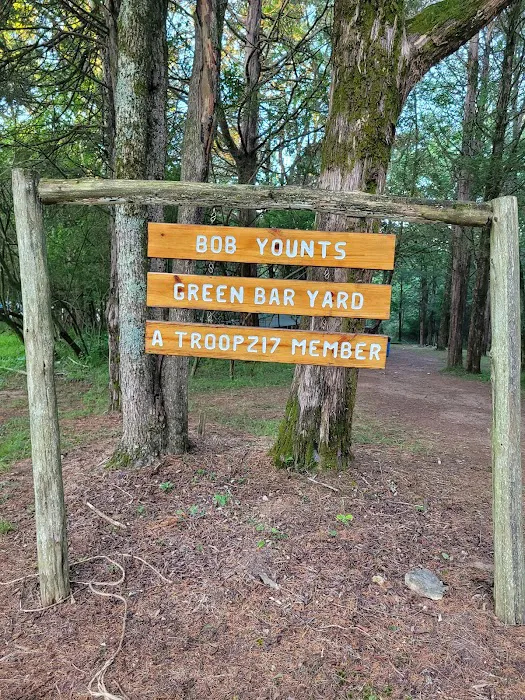 BOB YOUNTS
GREEN BAR YARD
A TROOP217 MEMBER